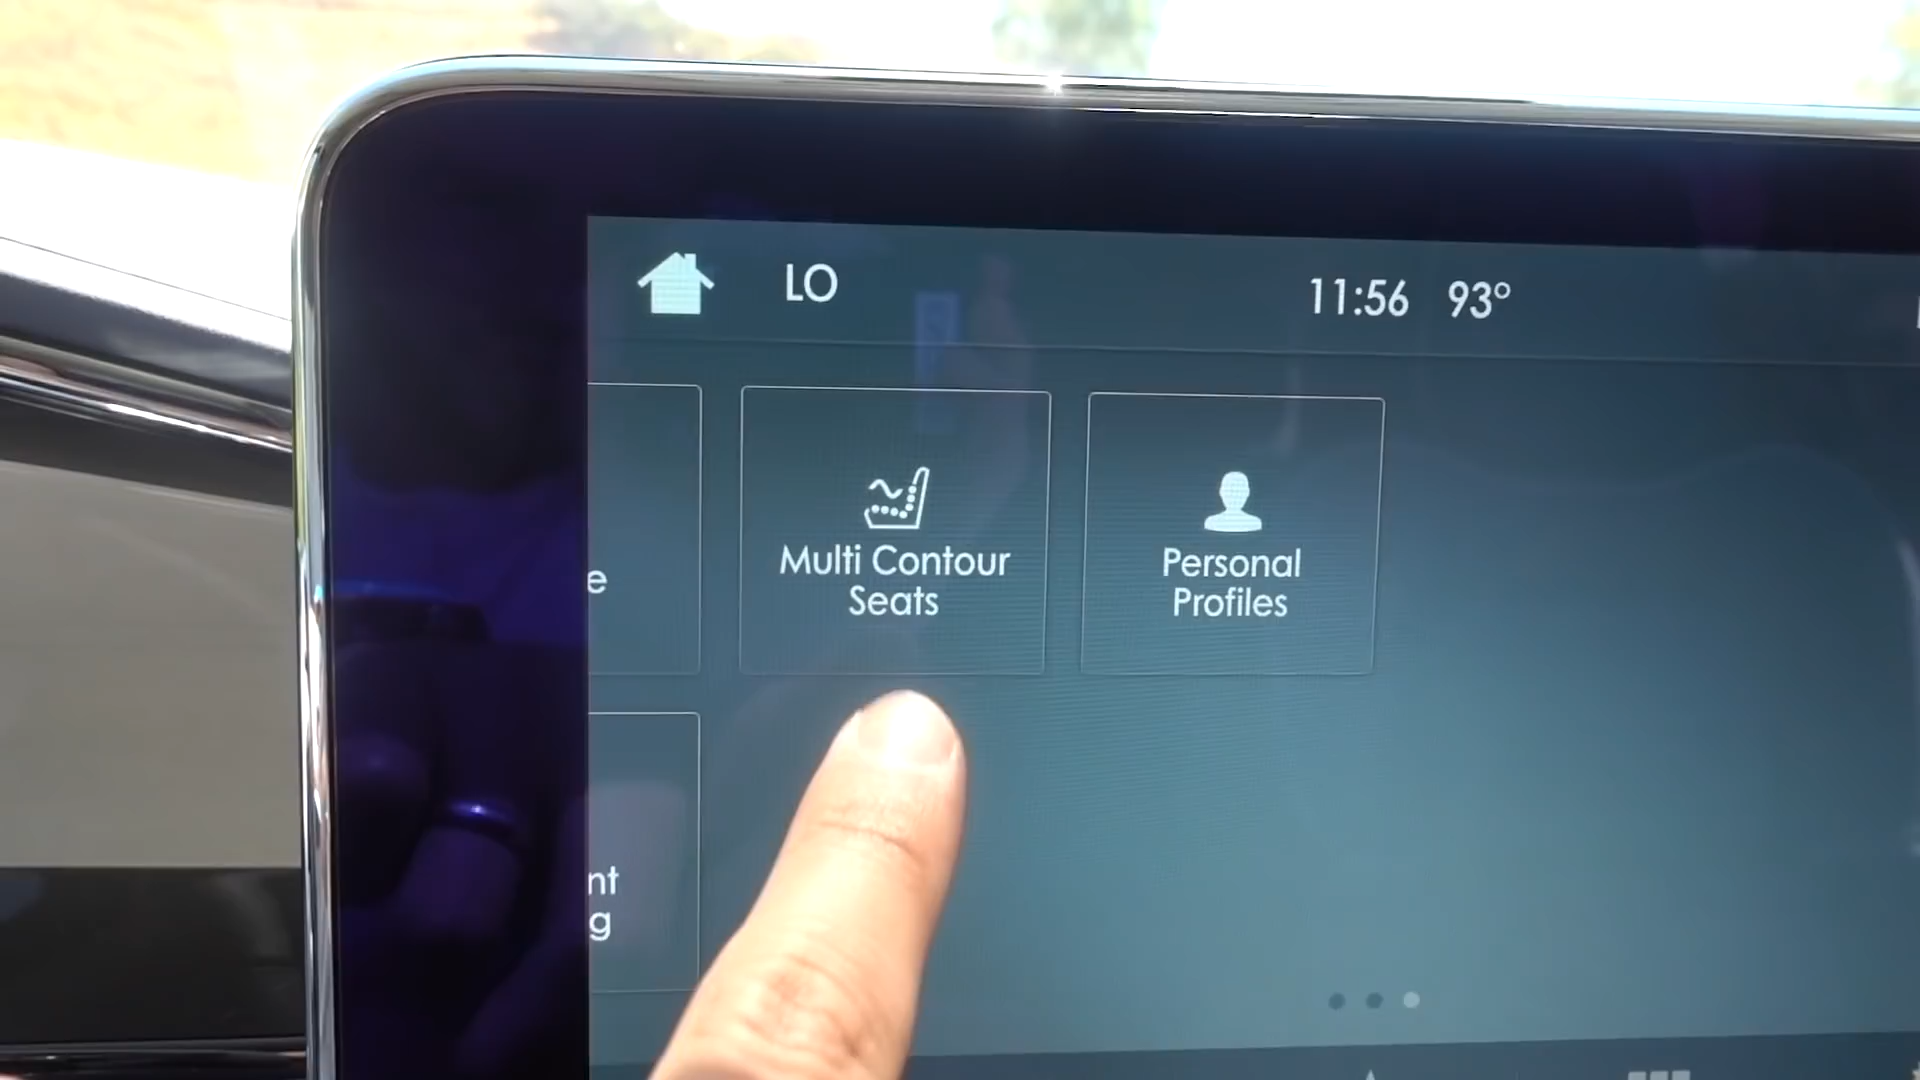 LO
11:56 93°
e
Multi Contour
Seats
Personal
Profiles
nt
g